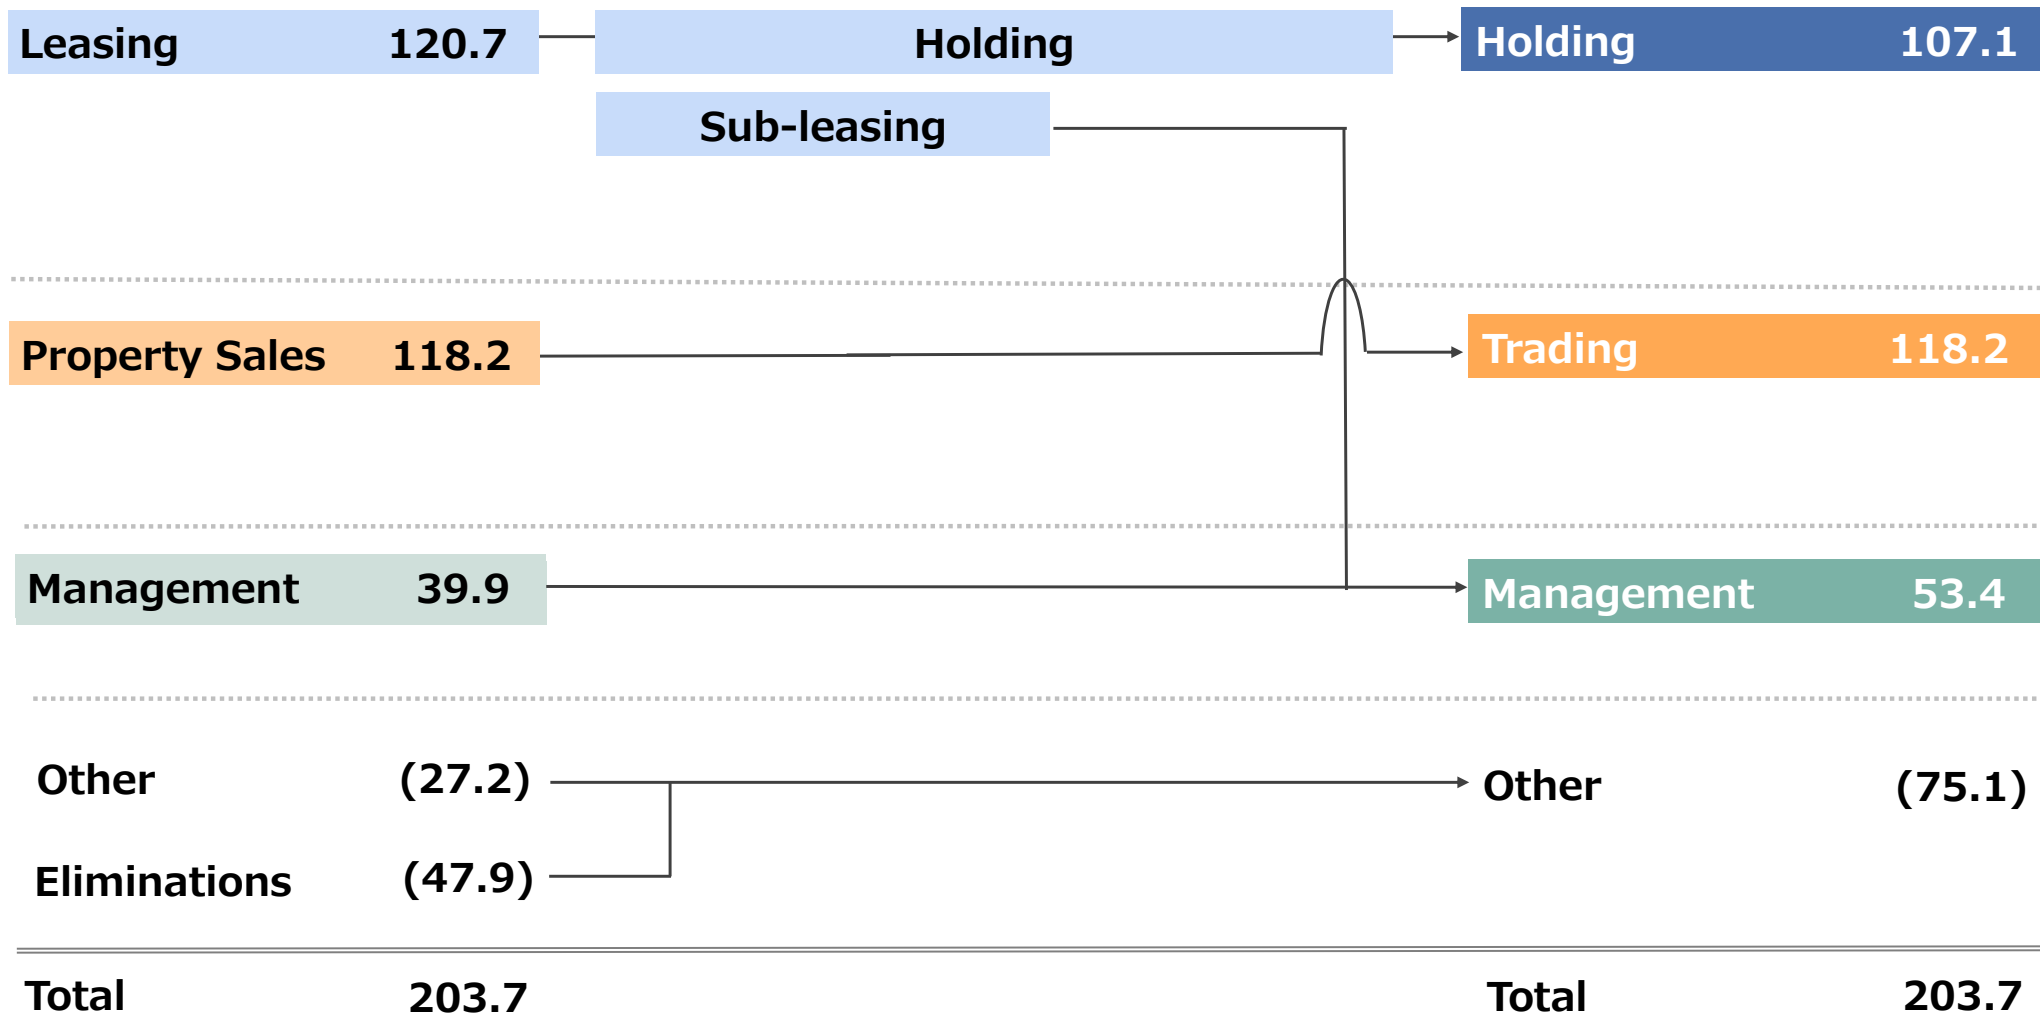 Leasing 120.7 Holding Holding 107.1
Sub-leasing
Property Sales 118.2 Trading 118.2
Management 39.9 Management 53.4
Other (27.2) Other (75.1)
Eliminations (47.9)
Total 203.7 Total 203.7